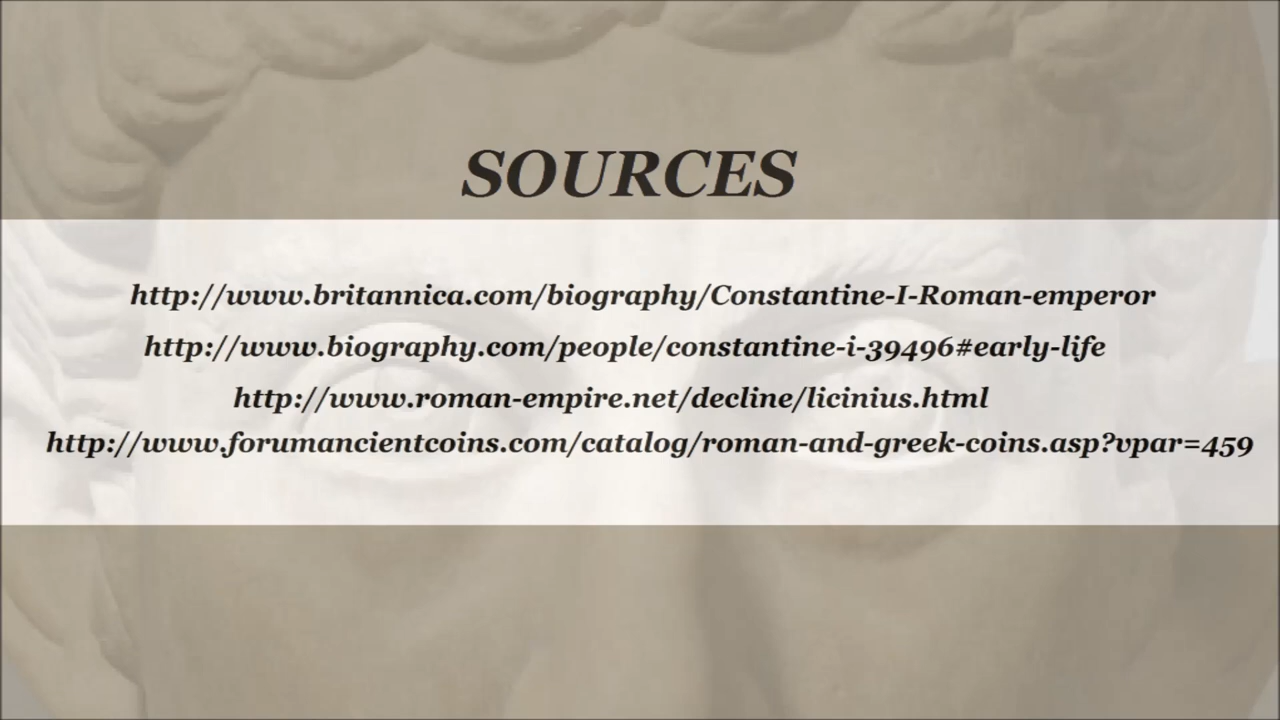 SOURCES
http://www.britannica.com/biography/Constantine-I-Roman-emperor
http://www.biography.com/people/constantine-i-39496#early-life
http://www.roman-empire.net/decline/licinius.html
http://www.forumancientcoins.com/catalog/roman-and-greek-coins.asp?vpar=459